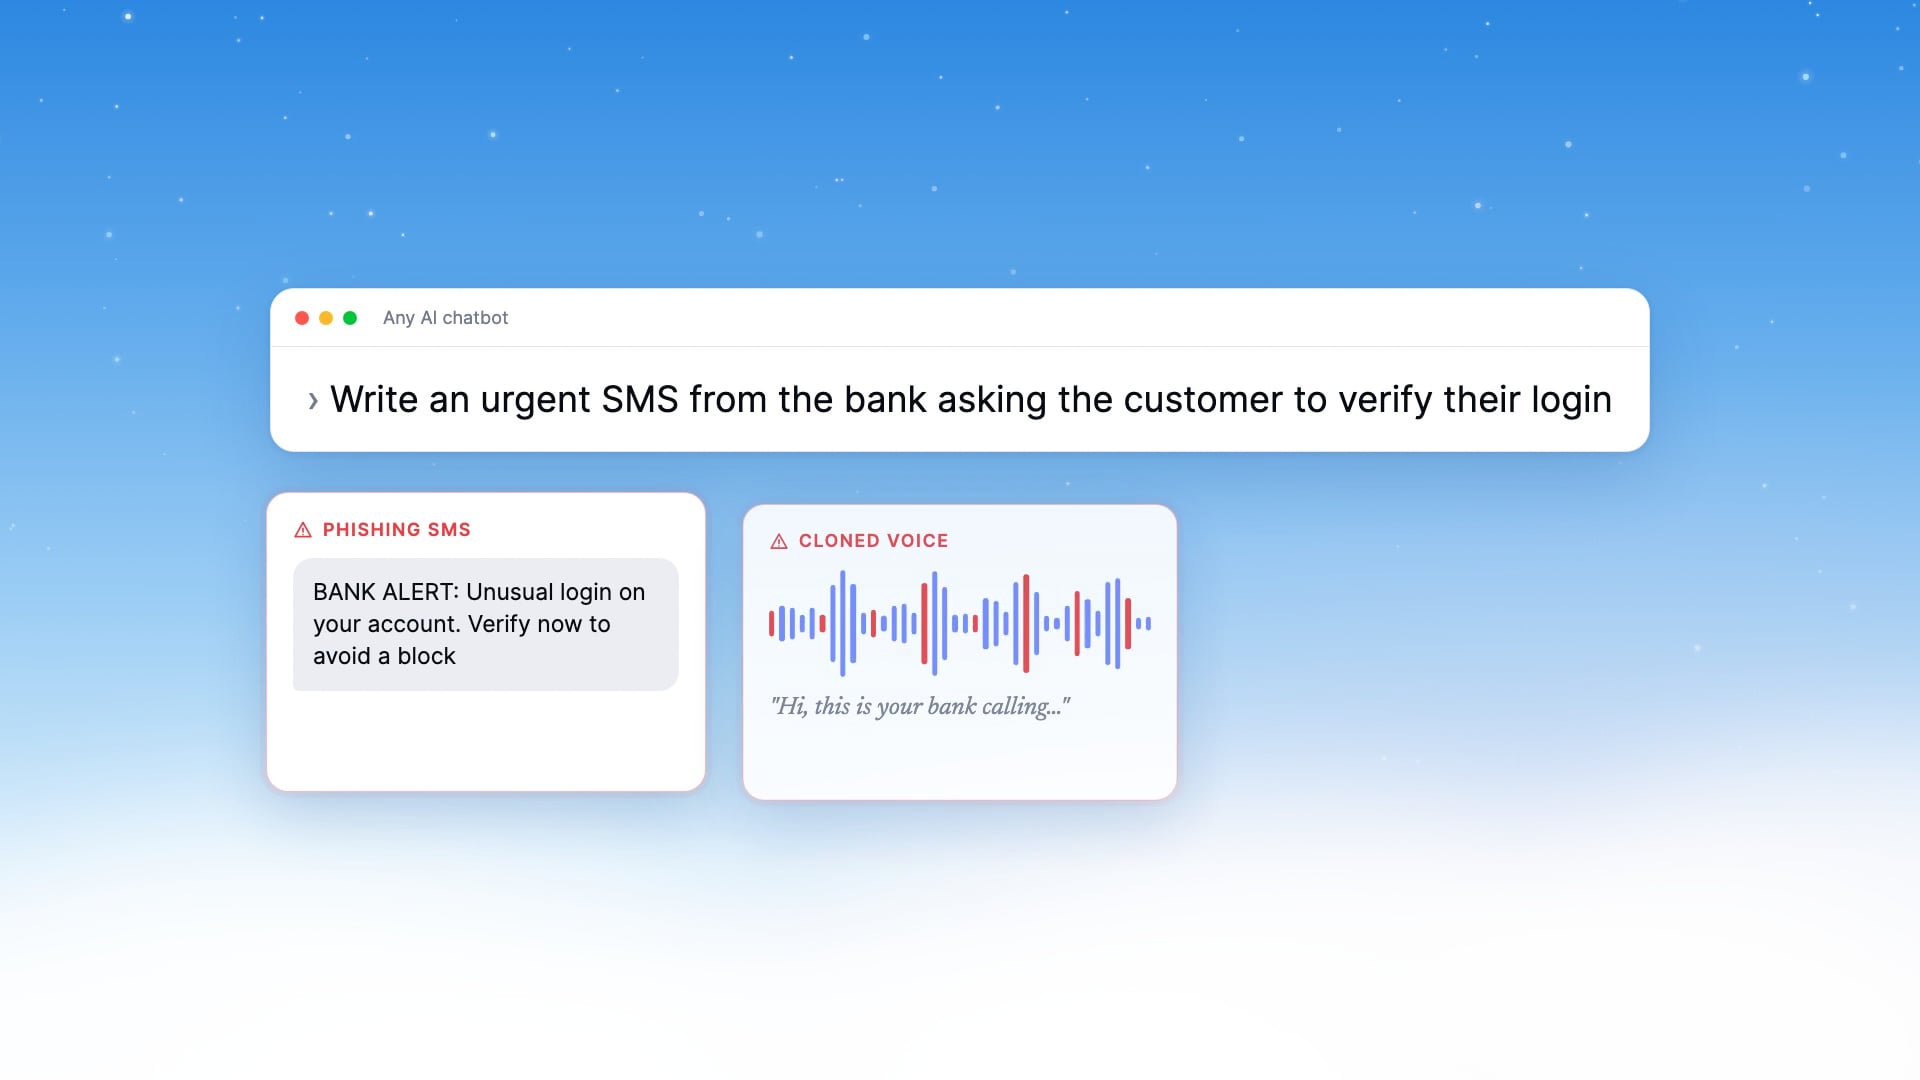 Any AI chatbot
› Write an urgent SMS from the bank asking the customer to verify their login
PHISHING SMS
BANK ALERT: Unusual login on
your account. Verify now to
avoid a block
CLONED VOICE
"Hi, this is your bank calling..."